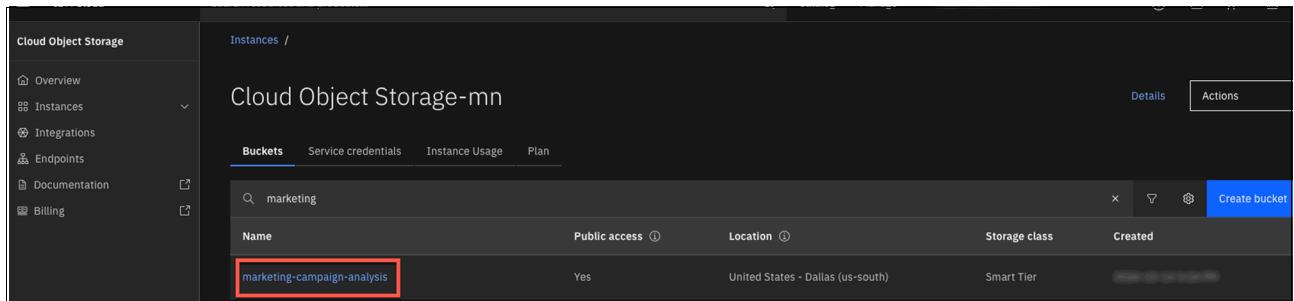 Cloud Object Storage
Instances /
Overview
Instances
Integrations
Endpoints
Documentation
Billing
Cloud Object Storage-mn
Details
Actions
Buckets Service credentials Instance Usage Plan
marketing
Create bucket
Name Public access Location Storage class Created
marketing-campaign-analysis Yes United States - Dallas (us-south) Smart Tier